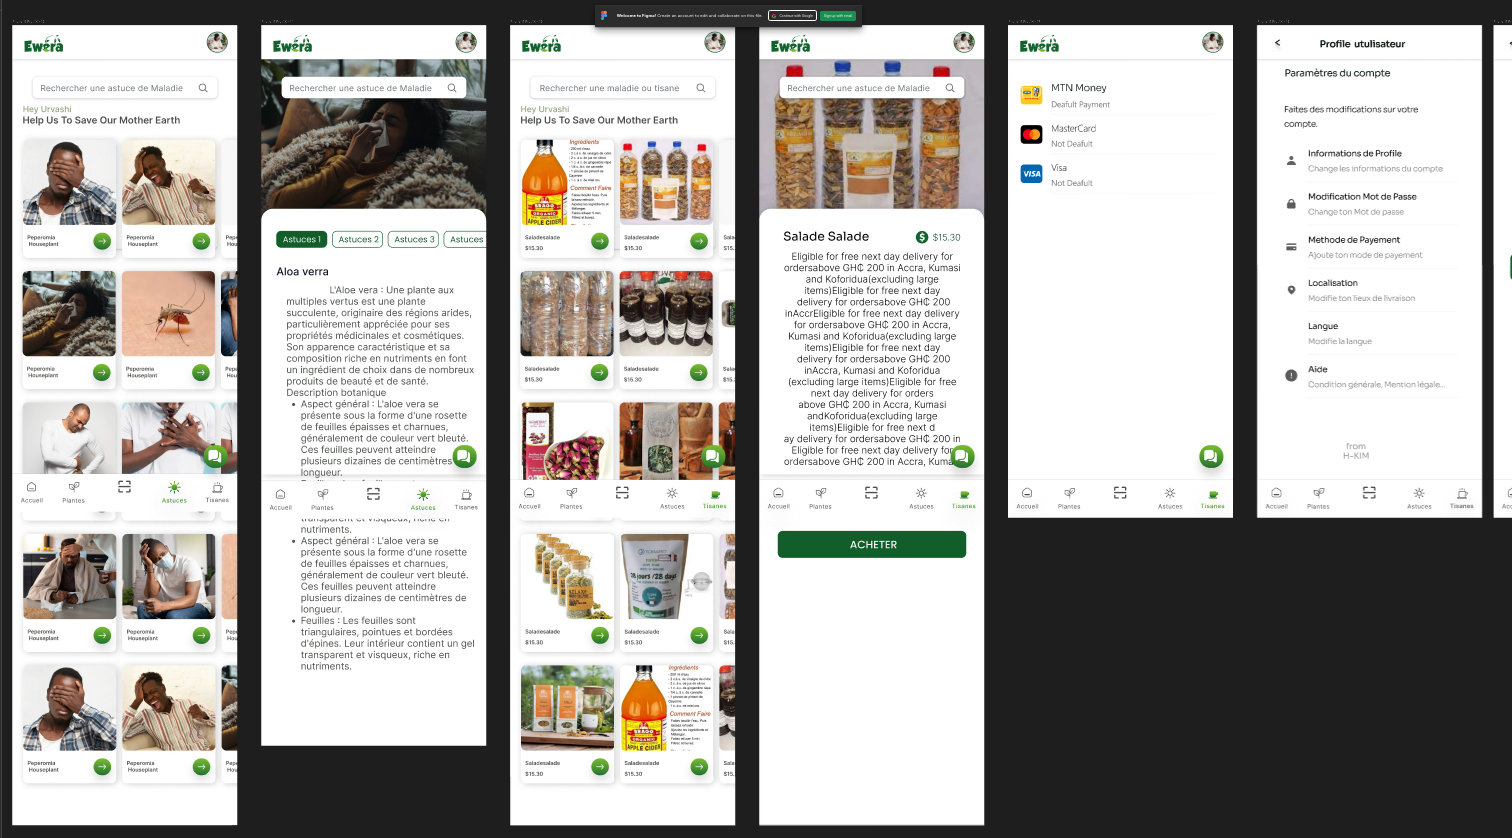 Welcome to Figma! Create an account to edit and collaborate on this file.
Continue with Google
Sign up with email
Ewera
Rechercher une astuce de Maladie
Hey Urvashi
Help Us To Save Our Mother Earth
Peperomia
Houseplant
Peperomia
Houseplant
Peperomia
Houseplant
Peperomia
Houseplant
Accueil
Plantes
Astuces
Tisanes
Peperomia
Houseplant
Peperomia
Houseplant
Peperomia
Houseplant
Peperomia
Houseplant
Ewera
Rechercher une astuce de Maladie
Astuces 1
Astuces 2
Astuces 3
Astuces
Aloa verra
L'Aloe vera : Une plante aux
multiples vertus est une plante
succulente, originaire des régions arides,
particulièrement appréciée pour ses
propriétés médicinales et cosmétiques.
Son apparence caractéristique et sa
composition riche en nutriments en font
un ingrédient de choix dans de nombreux
produits de beauté et de santé.
Description botanique
• Aspect général : L'aloe vera se
présente sous la forme d'une rosette
de feuilles épaisses et charnues,
généralement de couleur vert bleuté.
Ces feuilles peuvent atteindre
plusieurs dizaines de centimètres
longueur.
Accueil
Plantes
Astuces
Tisanes
transparent et visqueux, riche en
nutriments.
• Aspect général : L'aloe vera se
présente sous la forme d'une rosette
de feuilles épaisses et charnues,
généralement de couleur vert bleuté.
Ces feuilles peuvent atteindre
plusieurs dizaines de centimètres de
longueur.
• Feuilles : Les feuilles sont
triangulaires, pointues et bordées
d'épines. Leur intérieur contient un gel
transparent et visqueux, riche en
nutriments.
Ewera
Rechercher une maladie ou tisane
Hey Urvashi
Help Us To Save Our Mother Earth
Ingrédients
Comment Faire
BRAGG
ORGANIC
APPLE CIDER
Saladesalade
$15.30
Saladesalade
$15.30
Saladesalade
$15.30
Saladesalade
$15.30
Accueil
Plantes
Astuces
Tisanes
18 jours /28 days
Saladesalade
$15.30
Saladesalade
$15.30
Ingrédients
Comment Faire
BRAGG
ORGANIC
APPLE CIDER
Saladesalade
$15.30
Saladesalade
$15.30
Ewera
Rechercher une astuce de Maladie
Salade Salade
$ $15.30
Eligible for free next day delivery for
ordersabove GH₵ 200 in Accra, Kumasi
and Koforidua(excluding large
items)Eligible for free next day
delivery for ordersabove GH₵ 200
inAccrEligible for free next day delivery
for ordersabove GH₵ 200 in Accra,
Kumasi and Koforidua(excluding large
items)Eligible for free next day
delivery for ordersabove GH₵ 200
inAccra, Kumasi and Koforidua
(excluding large items)Eligible for free
next day delivery for orders
above GH₵ 200 in Accra, Kumasi
andKoforidua(excluding large
items)Eligible for free next d
ay delivery for ordersabove GH₵ 200 in
Eligible for free next day delivery for
ordersabove GH₵ 200 in Accra, Kuma
Accueil
Plantes
Astuces
Tisanes
ACHETER
Ewera
MTN Money
Deafult Payment
MasterCard
Not Deafult
VISA
Visa
Not Deafult
Accueil
Plantes
Astuces
Tisanes
< Profile utulisateur
Paramètres du compte
Faites des modifications sur votre
compte.
Informations de Profile
Change les informations du compte
Modification Mot de Passe
Change ton Mot de passe
Methode de Payement
Ajoute ton mode de payement
Localisation
Modifie ton lieux de livraison
Langue
Modifie la langue
Aide
Condition générale, Mention légale...
from
H-KIM
Accueil
Plantes
Astuces
Tisanes